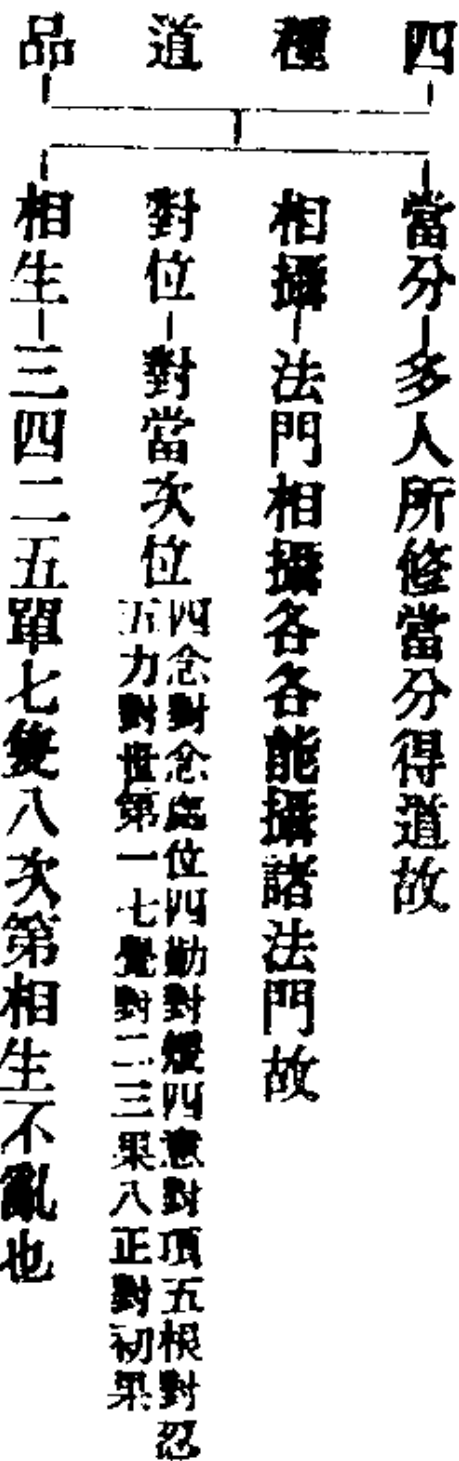 四種道品
當分 多人所修當分得道故
相攝 法門相攝各各能攝諸法門故
對位 對當次位 四念對念處位四勤對煖四意對頂五根對忍
五力對世第一七覺對二三果八正對初果
相生 三四二五單七隻八次第相生不亂也